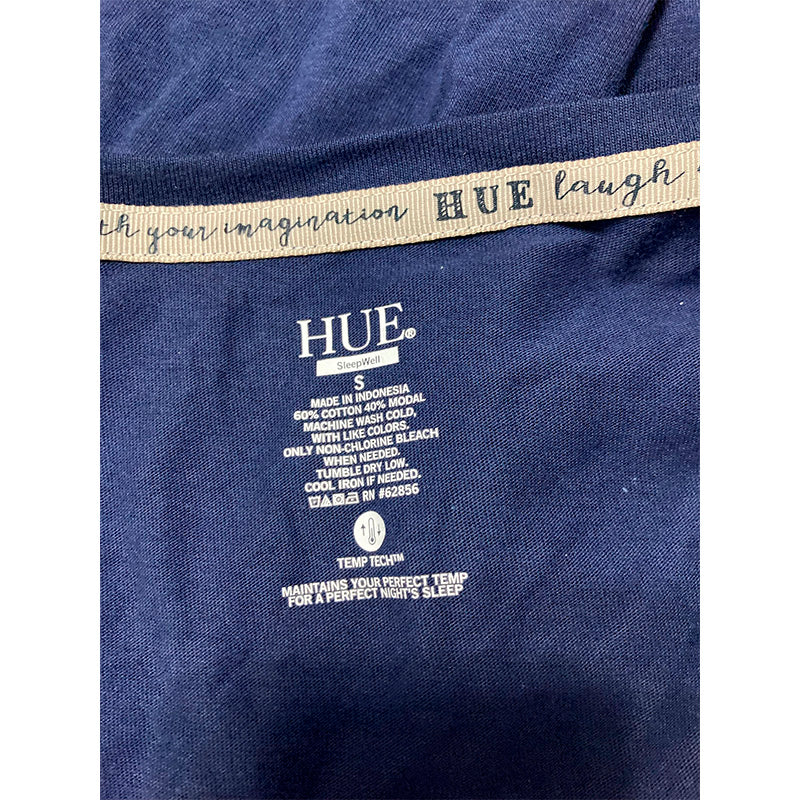 th your imagination HUE laugh
HUE®
SleepWell
S
MADE IN INDONESIA
60% COTTON 40% MODAL
MACHINE WASH COLD,
WITH LIKE COLORS,
ONLY NON-CHLORINE BLEACH
WHEN NEEDED.
TUMBLE DRY LOW.
COOL IRON IF NEEDED.
RN #62856
TEMP TECH™
MAINTAINS YOUR PERFECT TEMP
FOR A PERFECT NIGHT'S SLEEP